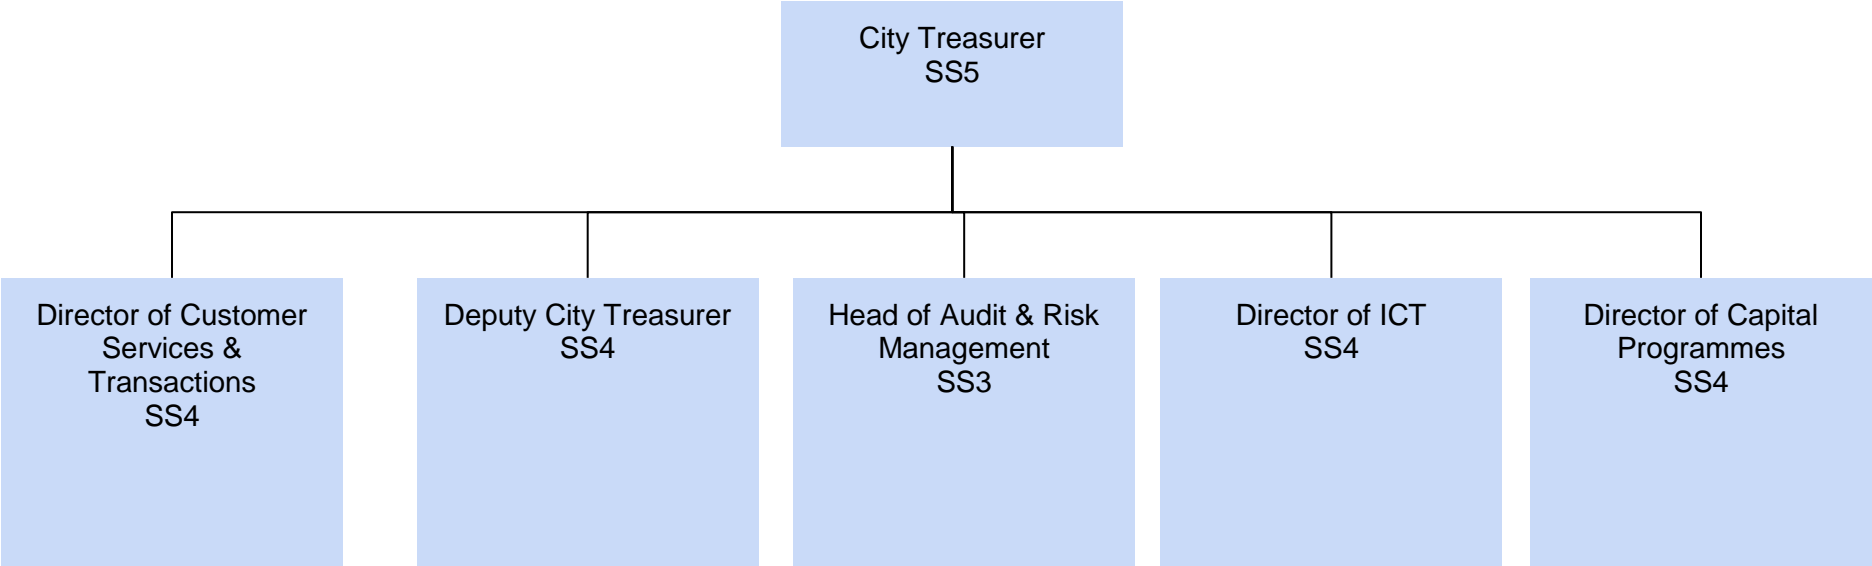 City Treasurer
SS5
Director of Customer
Services &
Transactions
SS4
Deputy City Treasurer
SS4
Head of Audit & Risk
Management
SS3
Director of ICT
SS4
Director of Capital
Programmes
SS4